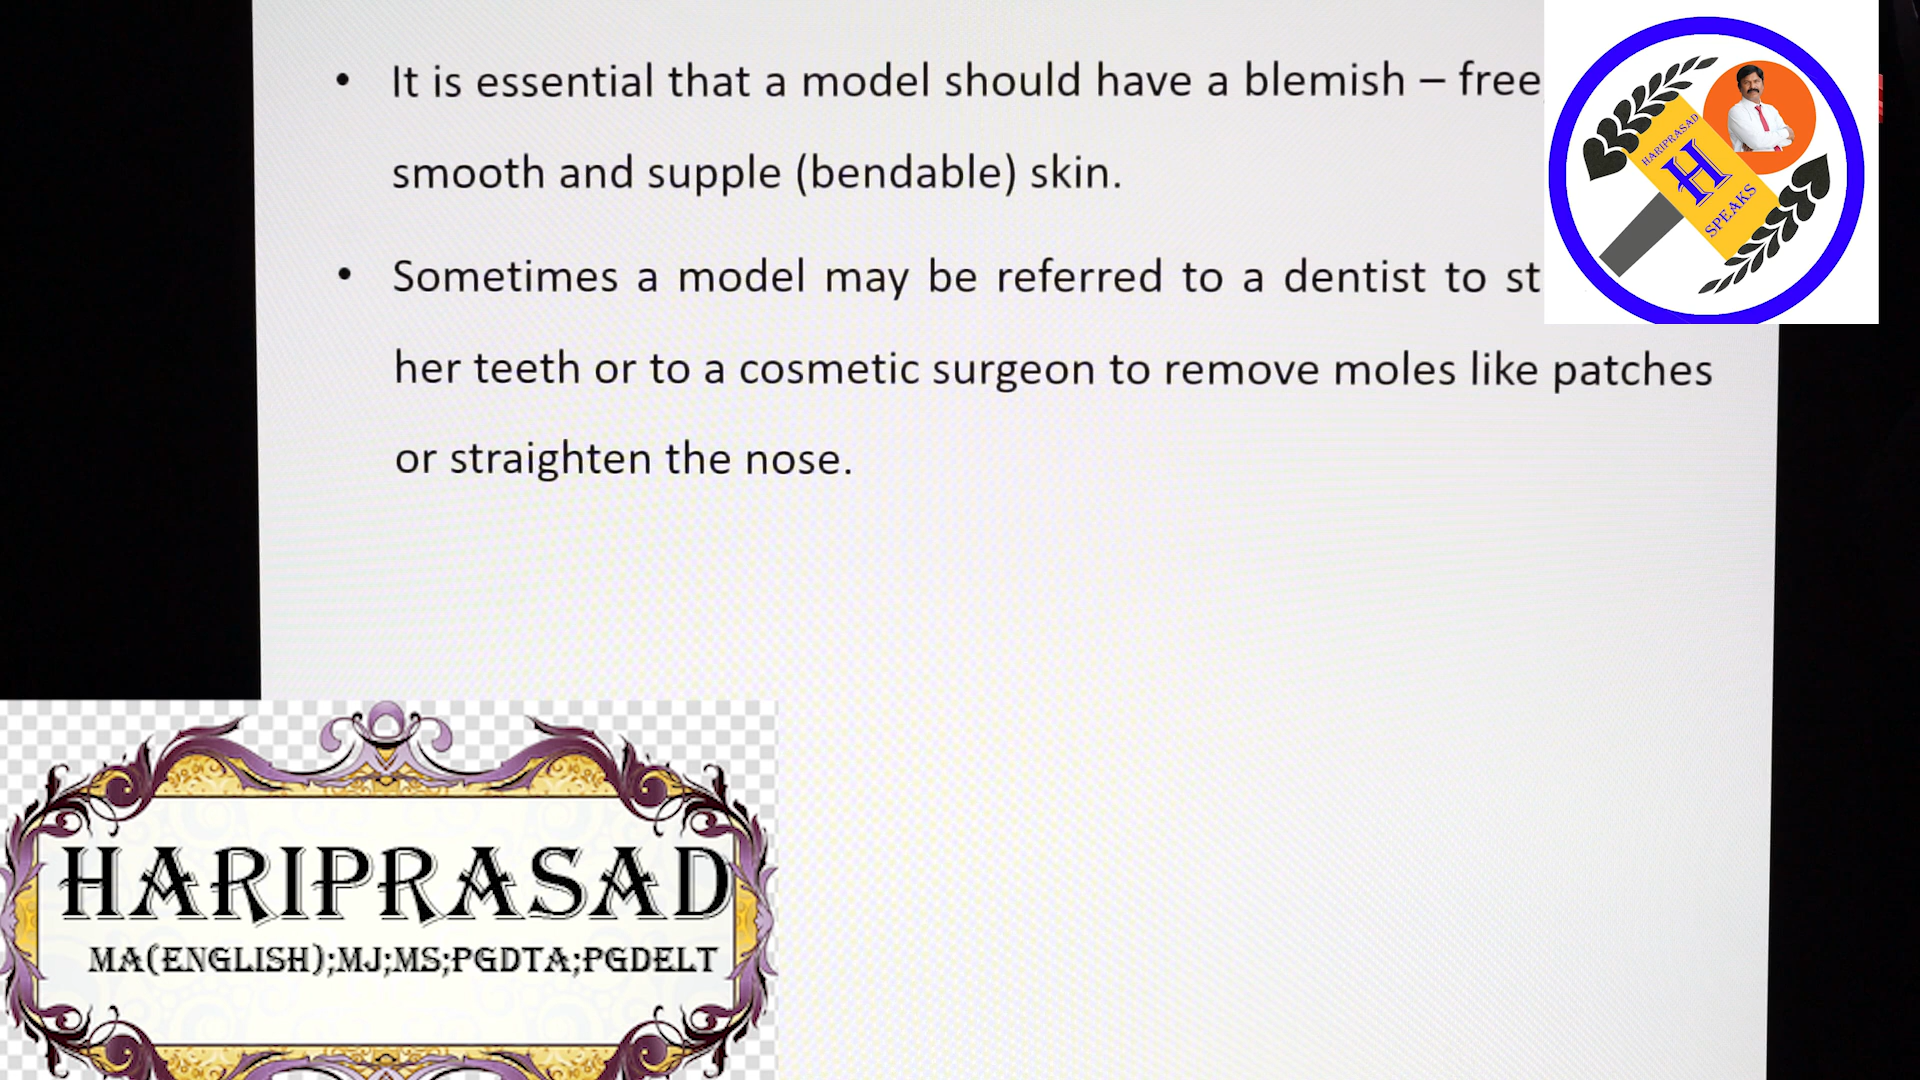 • It is essential that a model should have a blemish – free
smooth and supple (bendable) skin.
• Sometimes a model may be referred to a dentist to st
her teeth or to a cosmetic surgeon to remove moles like patches
or straighten the nose.
HARIPRASAD
H
SPEAKS
HARIPRASAD
MA(ENGLISH);MJ;MS;PGDTA;PGDELT